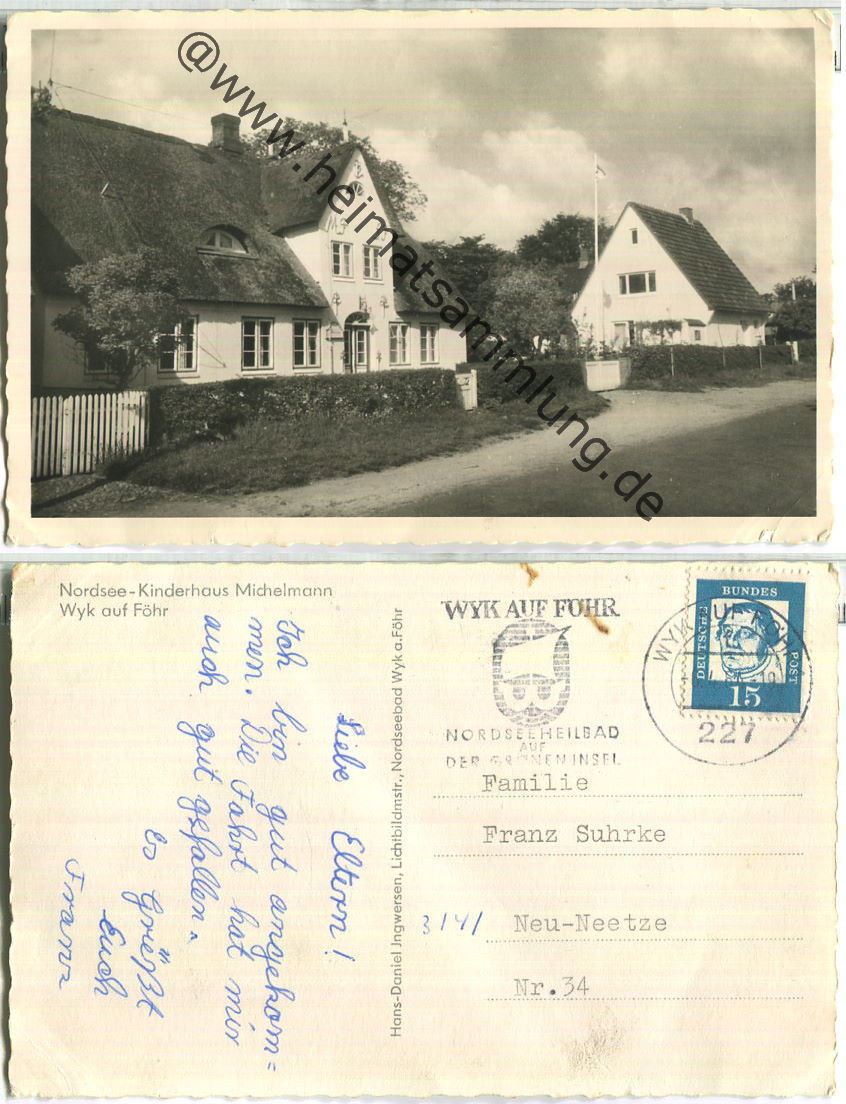 @www.heimatsammlung.de
Nordsee-Kinderhaus Michelmann
Wyk auf Föhr
Liebe Eltern!
Ich bin gut angekom=
men. Die Fahrt hat mir
auch gut gefallen.
Es Grüßt
Euch
Franz
Hans-Daniel Jngwersen, Lichtbildmstr., Nordseebad Wyk a.Föhr
WYK AUF FÖHR
NORDSEEHEILBAD
AUF
DER GRÜNEN INSEL
DEUTSCHE
BUNDES
POST
15
227
Familie
Franz Suhrke
3141
Neu-Neetze
Nr.34